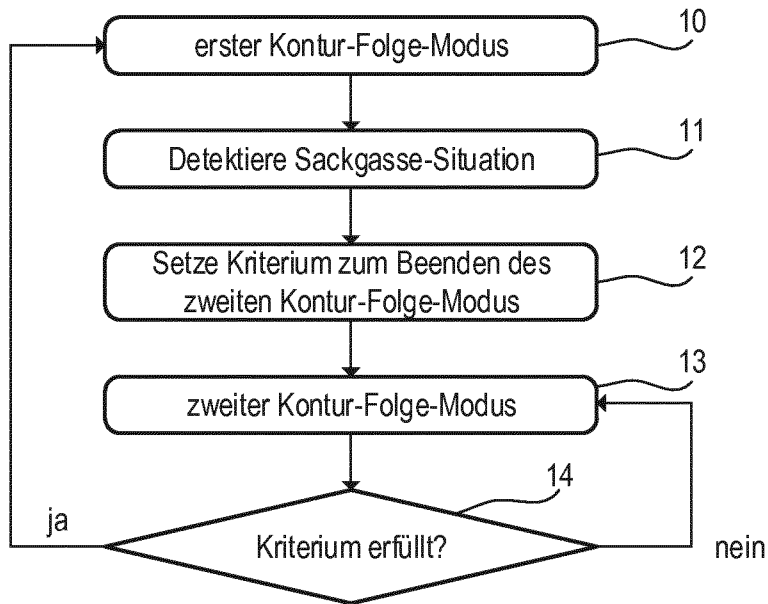 10
erster Kontur-Folge-Modus
11
Detektiere Sackgasse-Situation
12
Setze Kriterium zum Beenden des
zweiten Kontur-Folge-Modus
13
zweiter Kontur-Folge-Modus
14
ja
Kriterium erfüllt?
nein